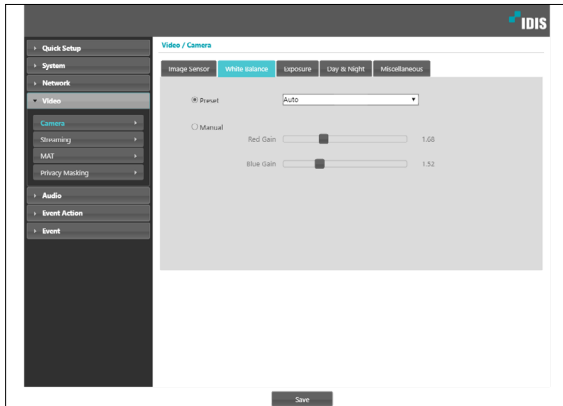 IDIS
Quick Setup
System
Network
Video
Camera
Streaming
MAT
Privacy Masking
Audio
Event Action
Event
Video / Camera
Image Sensor White Balance Exposure Day & Night Miscellaneous
Preset Auto
Manual
Red Gain 1.68
Blue Gain 1.52
Save